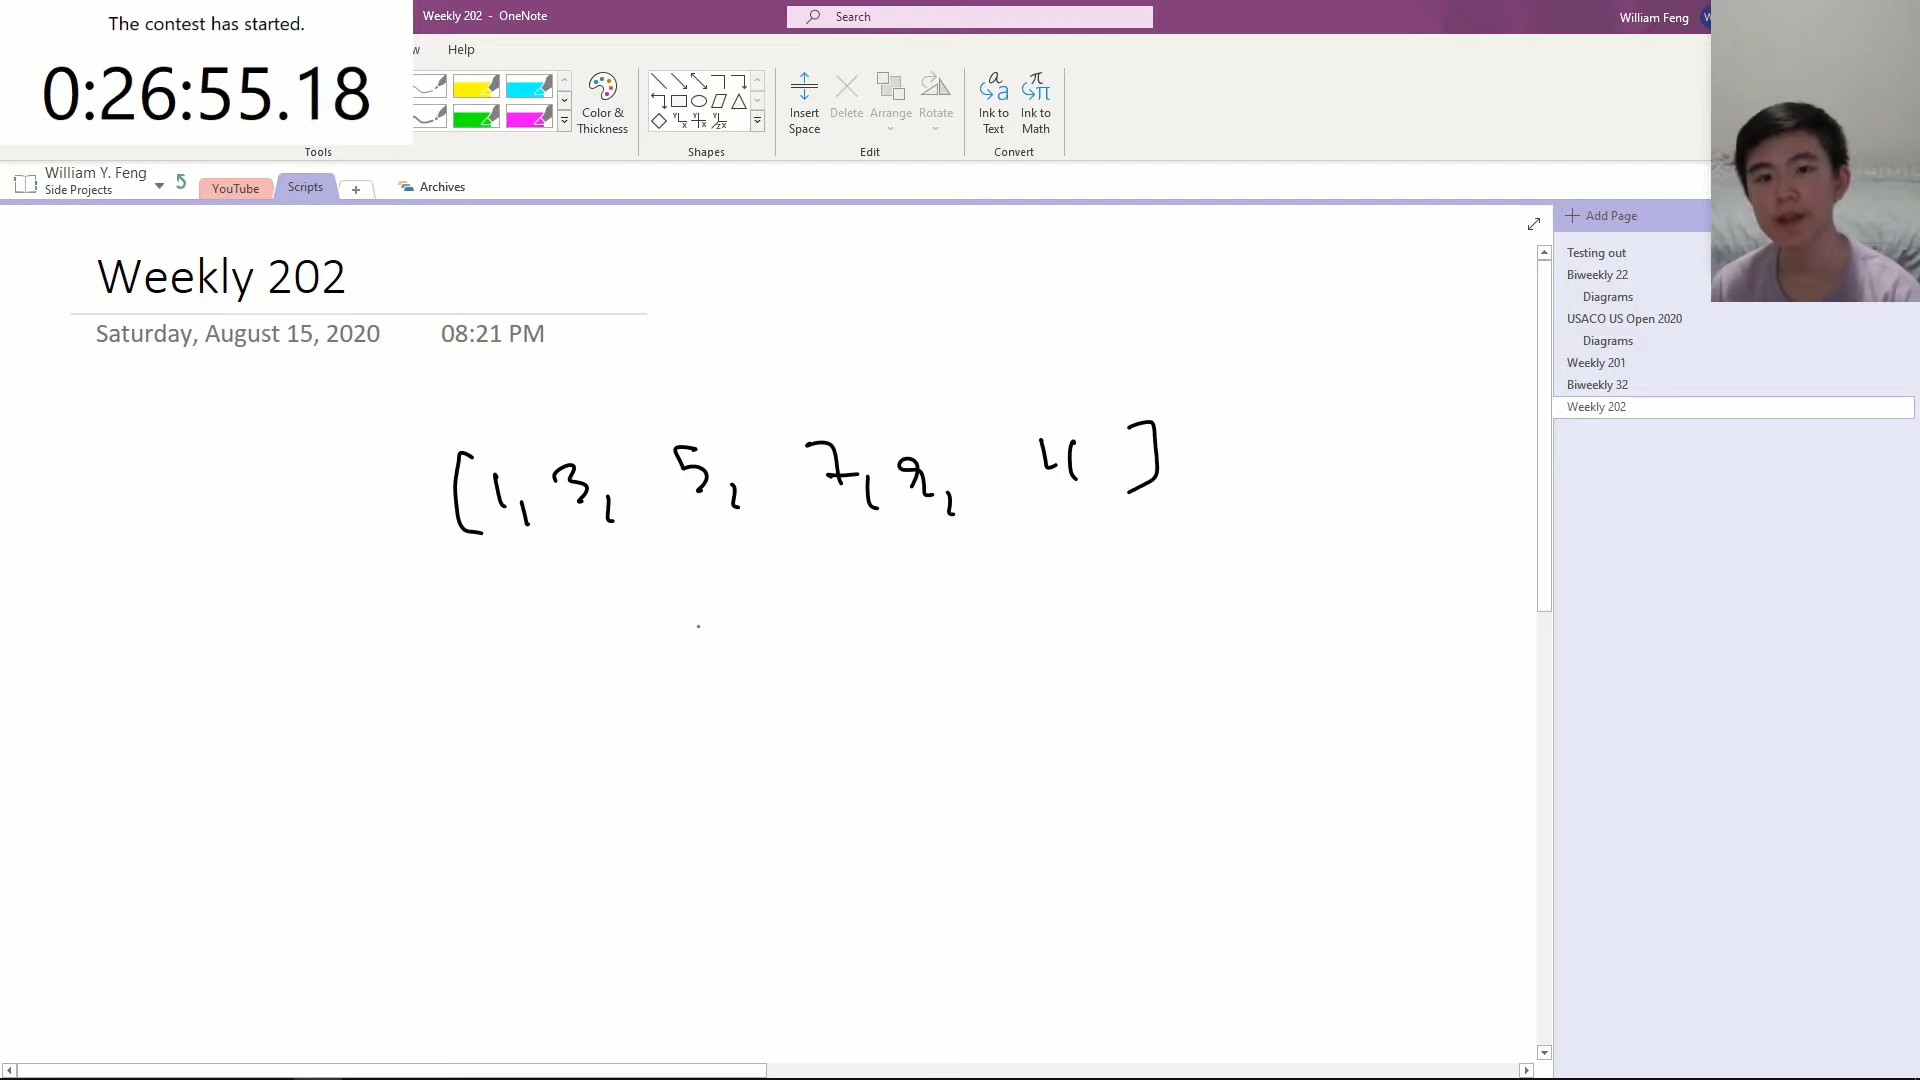 The contest has started.
0:26:55.18
Weekly 202 - OneNote
Search
William Feng
W
w
Help
Color &
Thickness
Insert
Space
Delete
Arrange
Rotate
Ink to
Text
Ink to
Math
Tools
Shapes
Edit
Convert
William Y. Feng
Side Projects
YouTube
Scripts
Archives
Add Page
Testing out
Biweekly 22
Diagrams
USACO US Open 2020
Diagrams
Weekly 201
Biweekly 32
Weekly 202
Weekly 202
Saturday, August 15, 2020 08:21 PM
[1, 3, 5, 7, 9, 11]